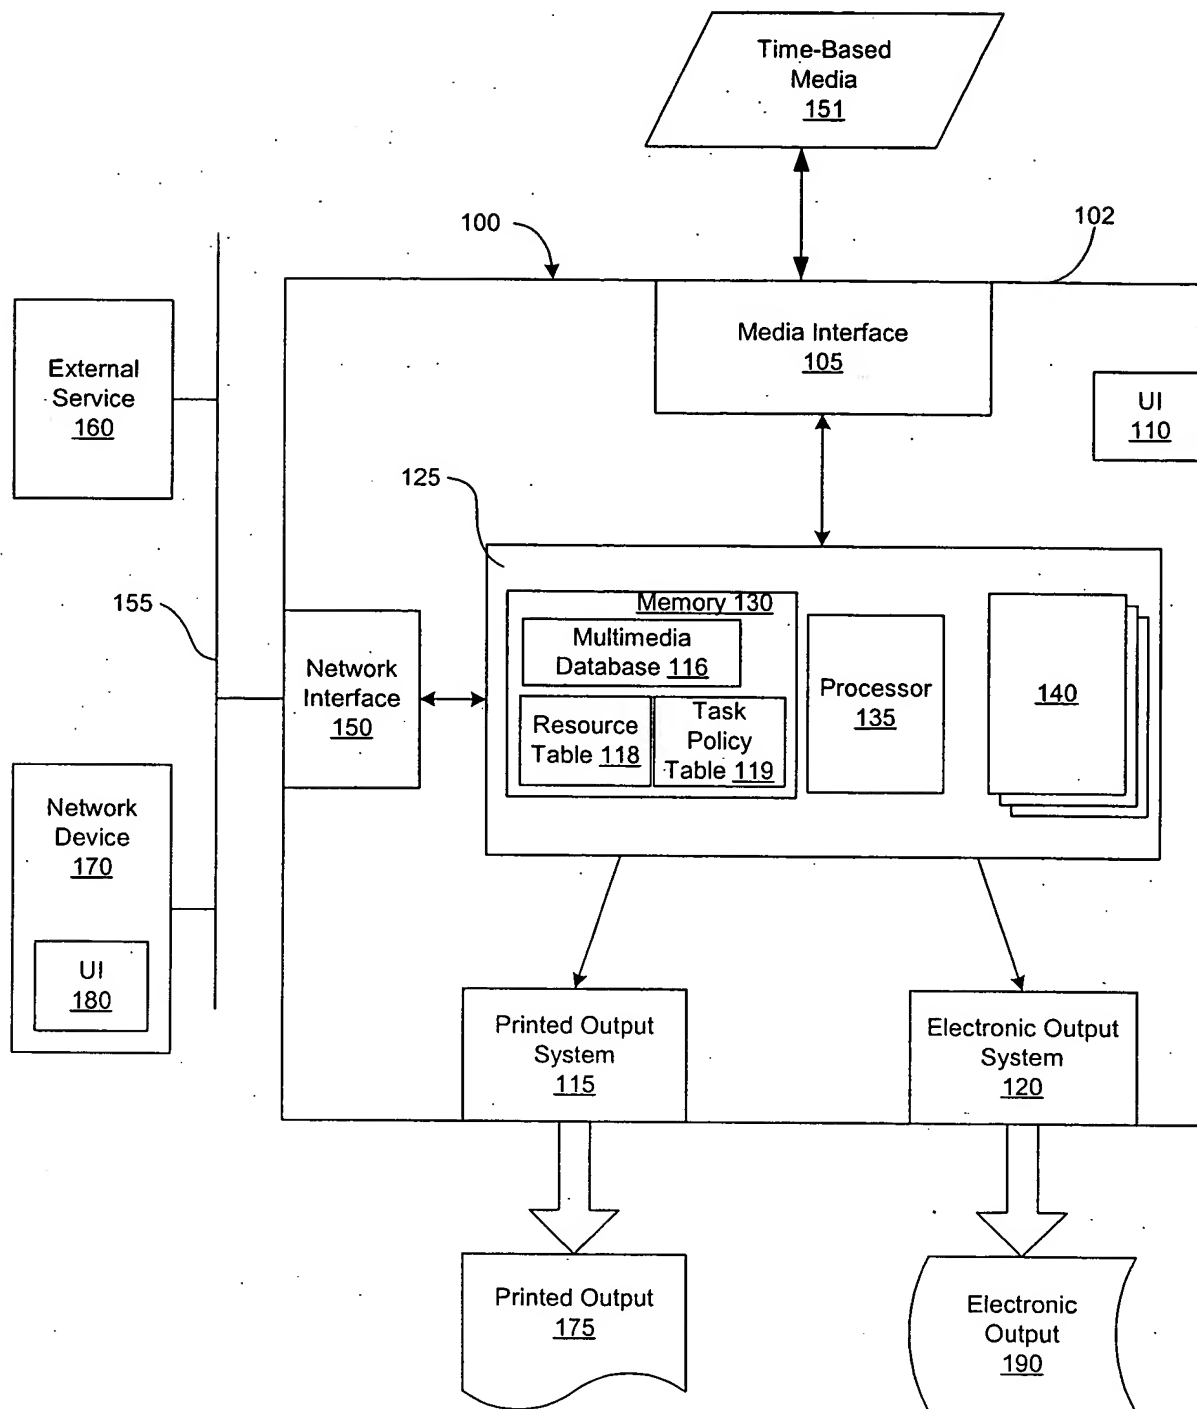 Time-Based
Media
151
100
102
Media Interface
105
External
Service
160
UI
110
125
155
Memory 130
Multimedia
Database 116
Resource
Table 118
Task
Policy
Table 119
Processor
135
140
Network
Interface
150
Network
Device
170
UI
180
Printed Output
System
115
Electronic Output
System
120
Printed Output
175
Electronic
Output
190